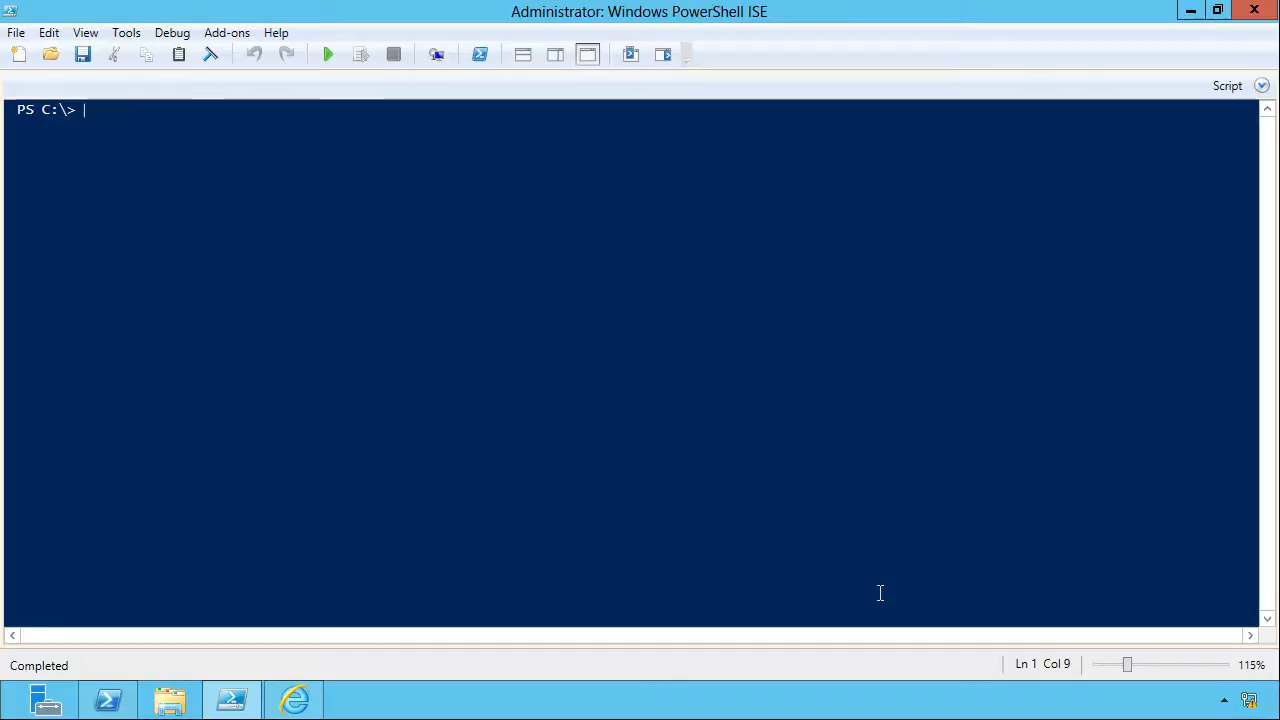 Administrator: Windows PowerShell ISE
File Edit View Tools Debug Add-ons Help
Script
PS C:\>
Completed
Ln 1 Col 9
115%